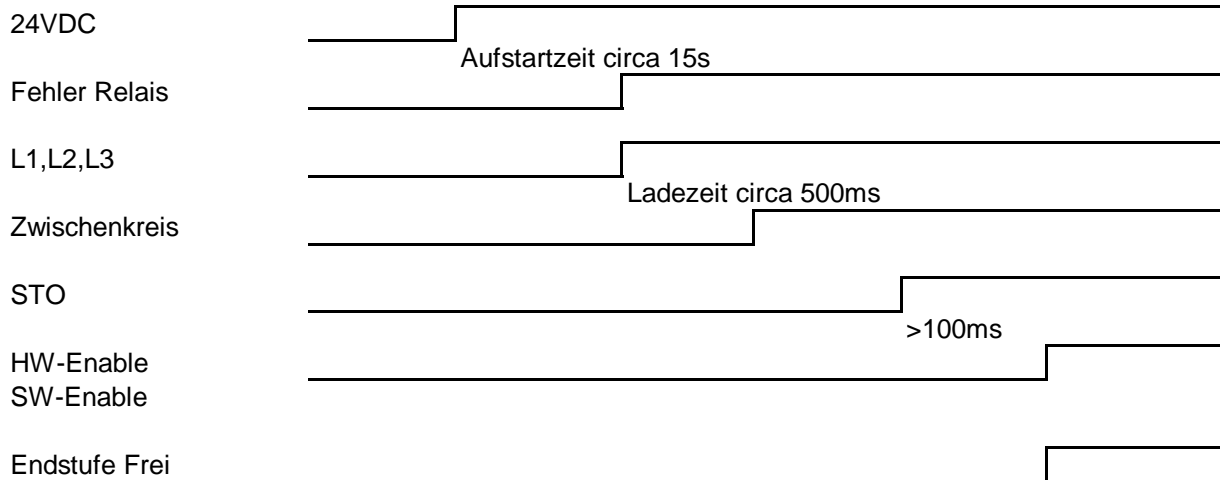 24VDC
Aufstartzeit circa 15s
Fehler Relais
L1,L2,L3
Ladezeit circa 500ms
Zwischenkreis
STO
>100ms
HW-Enable
SW-Enable
Endstufe Frei